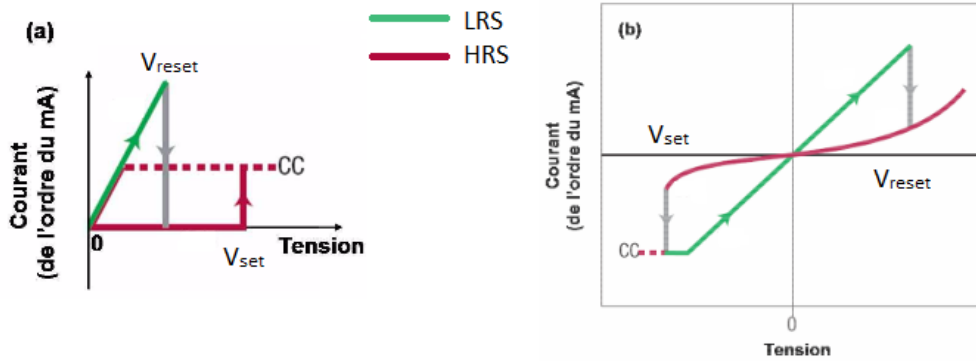 (a)
LRS
HRS
Vreset
Courant
(de l'ordre du mA)
CC
0
Tension
Vset
(b)
Courant
(de l'ordre du mA)
Vset
Vreset
CC
0
Tension